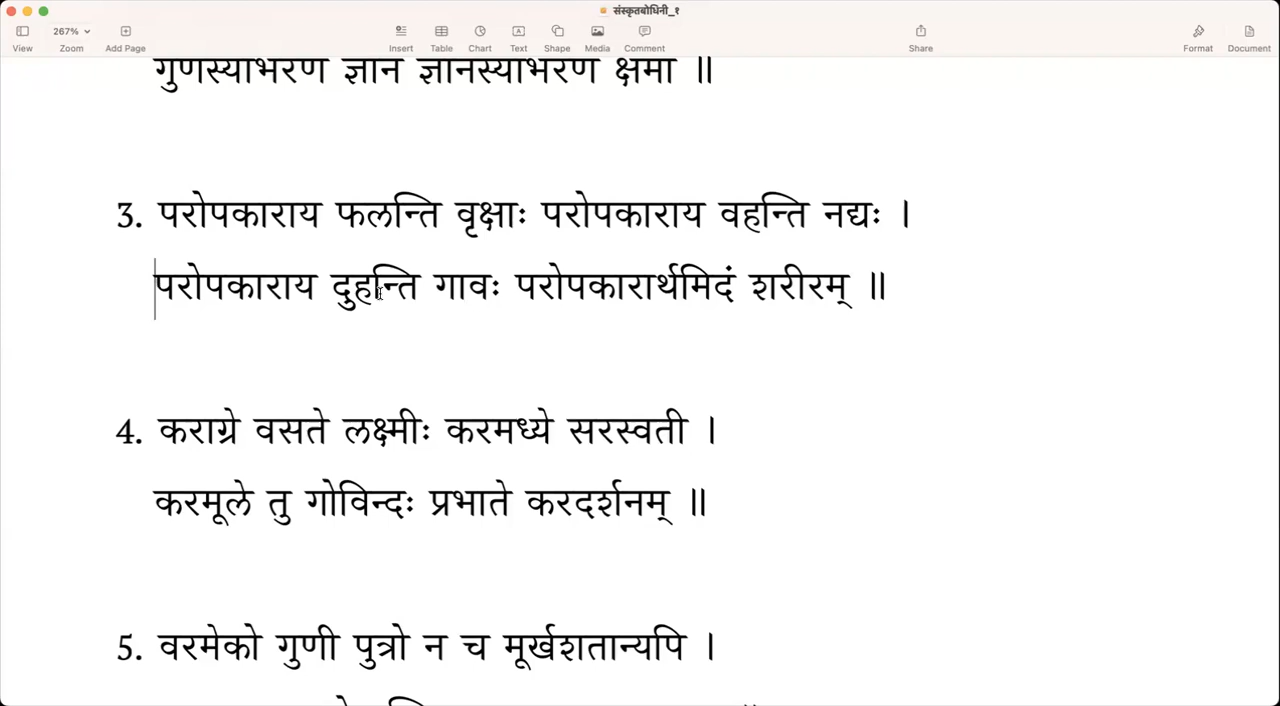 संस्कृतबोधिनी_१
267%
View Zoom Add Page Insert Table Chart Text Shape Media Comment Share Format Document
गुणस्याभरण ज्ञान ज्ञानस्याभरण क्षमा ॥
3. परोपकाराय फलन्ति वृक्षाः परोपकाराय वहन्ति नद्यः ।
परोपकाराय दुहन्ति गावः परोपकारार्थमिदं शरीरम् ॥
4. कराग्रे वसते लक्ष्मीः करमध्ये सरस्वती ।
करमूले तु गोविन्दः प्रभाते करदर्शनम् ॥
5. वरमेको गुणी पुत्रो न च मूर्खशतान्यपि ।